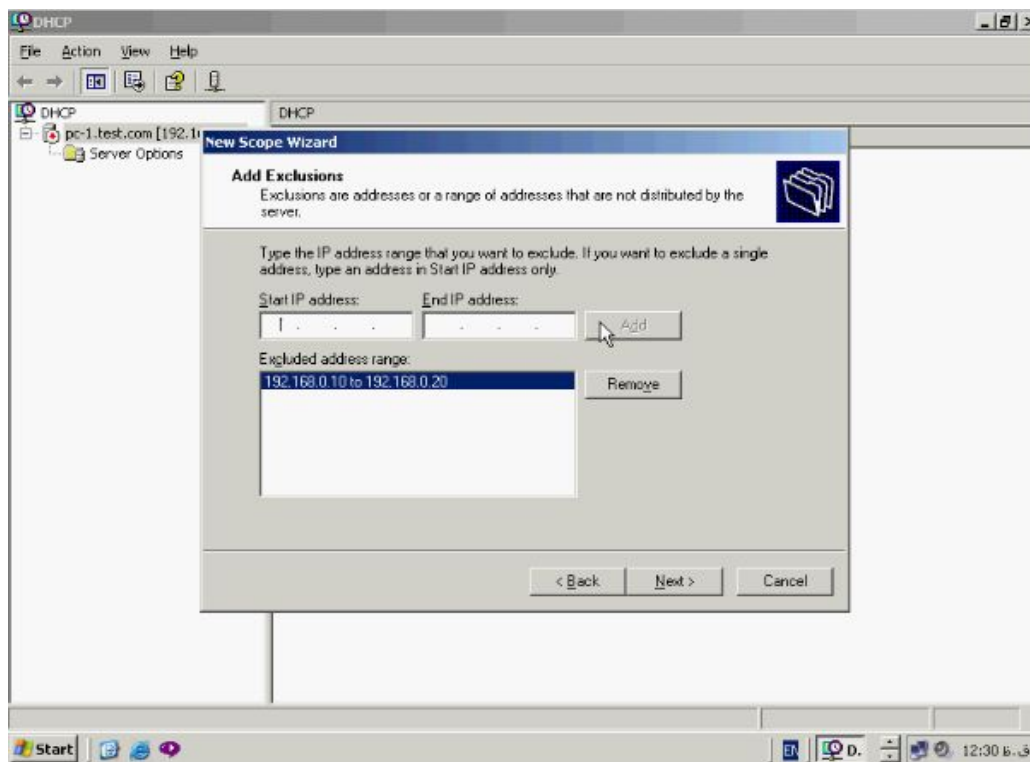 DHCP
File Action View Help
DHCP
DHCP
pc-1.test.com [192.16
Server Options
New Scope Wizard
Add Exclusions
Exclusions are addresses or a range of addresses that are not distributed by the
server.
Type the IP address range that you want to exclude. If you want to exclude a single
address, type an address in Start IP address only.
Start IP address: End IP address:
Add
Excluded address range:
192.168.0.10 to 192.168.0.20
Remove
< Back Next > Cancel
Start EN D. 12:30 ق.ظ